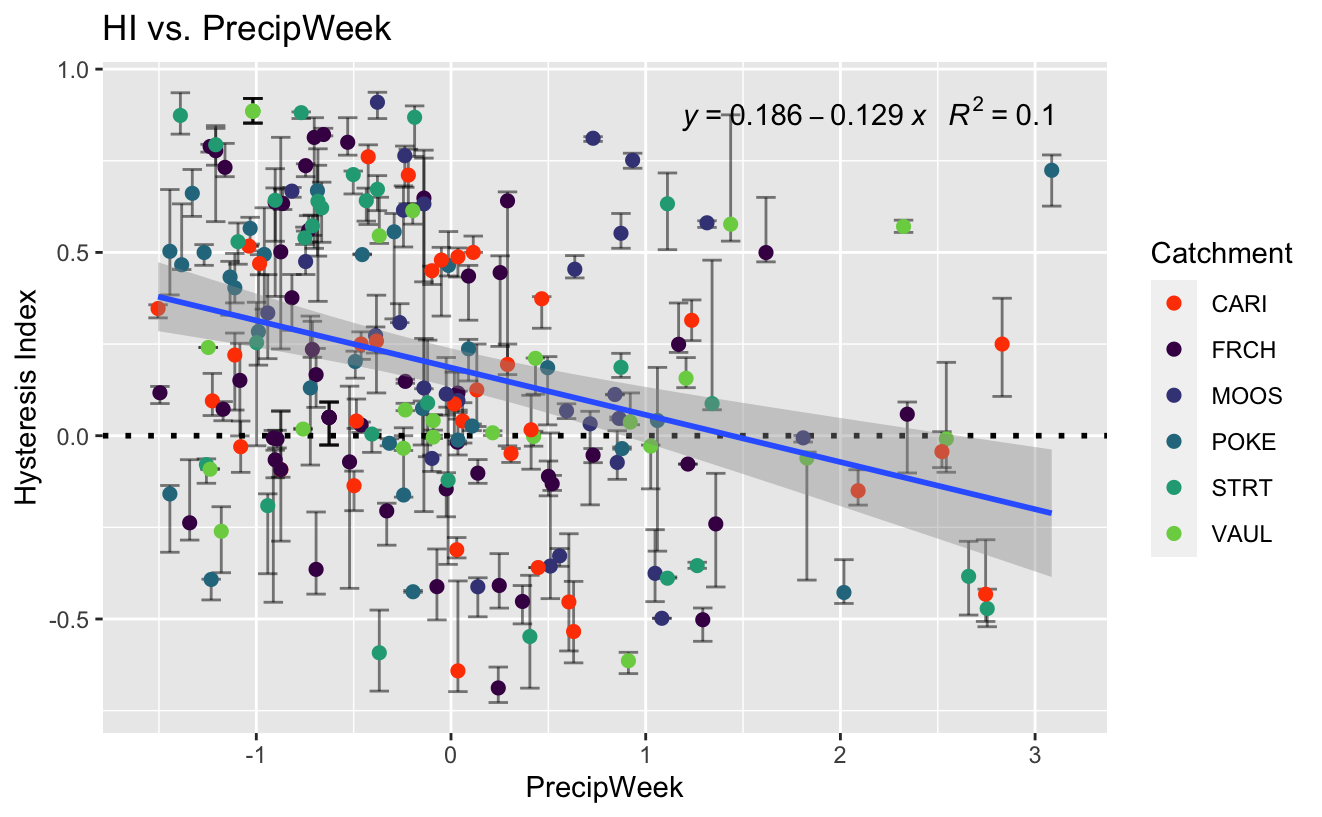 HI vs. PrecipWeek
y = 0.186 – 0.129 x R² = 0.1
1.0
0.5
0.0
-0.5
Hysteresis Index
-1 0 1 2 3
PrecipWeek
Catchment
CARI
FRCH
MOOS
POKE
STRT
VAUL